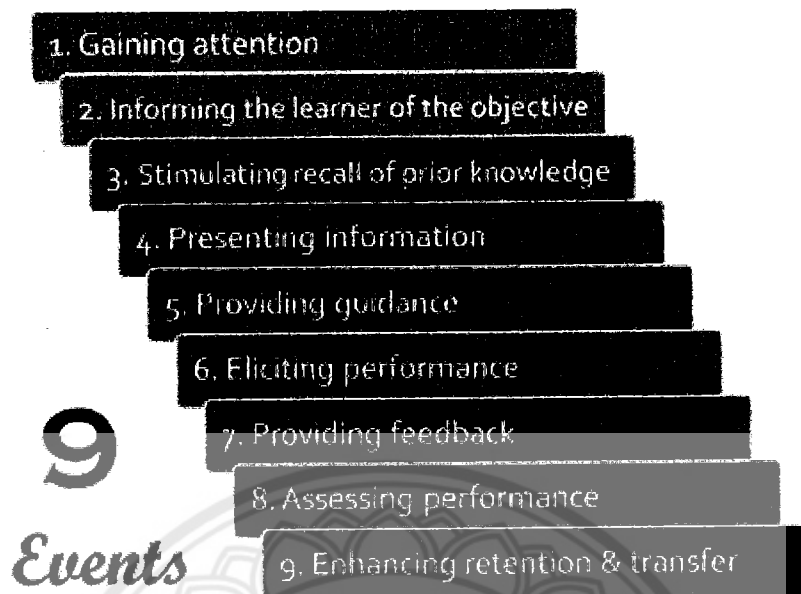 1. Gaining attention
2. Informing the learner of the objective
3. Stimulating recall of prior knowledge
4. Presenting information
5. Providing guidance
6. Eliciting performance
7. Providing feedback
8. Assessing performance
9. Enhancing retention & transfer
9
Events